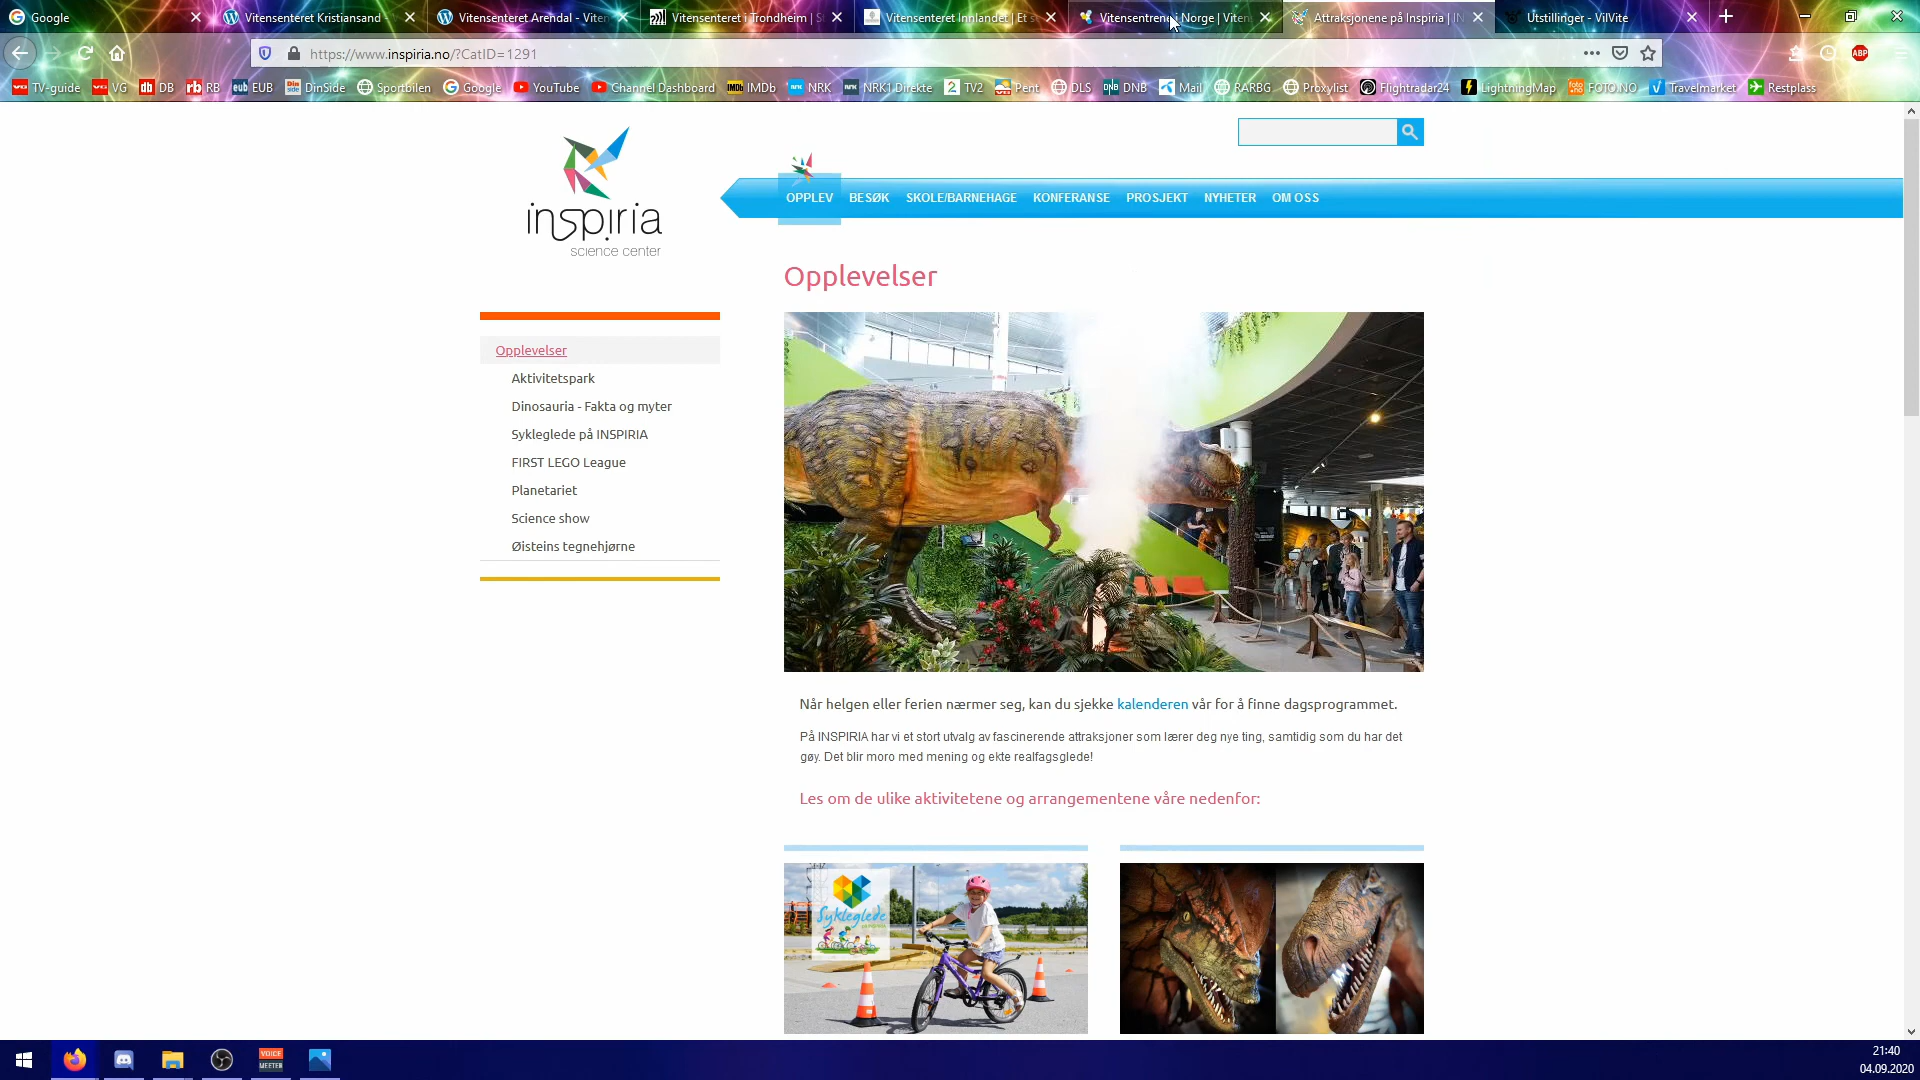 Google
Vitensenteret Kristiansand -
Vitensenteret Arendal - Viten
Vitensenteret i Trondheim | St
Vitensenteret Innlandet | Et s
Vitensentrene i Norge | Vitens
Attraksjonene på Inspiria | IN
Utstillinger - VilVite
https://www.inspiria.no/?CatID=1291
ABP
TV-guide
VG
DB
RB
EUB
DinSide
Sportbilen
Google
YouTube
Channel Dashboard
IMDb
NRK
NRK1 Direkte
TV2
Pent
DLS
DNB
Mail
RARBG
Proxylist
Flightradar24
LightningMap
FOTO.NO
Travelmarket
Restplass
inspiria
science center
OPPLEV BESØK SKOLE/BARNEHAGE KONFERANSE PROSJEKT NYHETER OM OSS
Opplevelser
Opplevelser
Aktivitetspark
Dinosauria - Fakta og myter
Sykleglede på INSPIRIA
FIRST LEGO League
Planetariet
Science show
Øisteins tegnehjørne
Når helgen eller ferien nærmer seg, kan du sjekke kalenderen vår for å finne dagsprogrammet.
På INSPIRIA har vi et stort utvalg av fascinerende attraksjoner som lærer deg nye ting, samtidig som du har det
gøy. Det blir moro med mening og ekte realfagsglede!
Les om de ulike aktivitetene og arrangementene våre nedenfor:
Sykleglede
VOICE
MEETER
21:40
04.09.2020